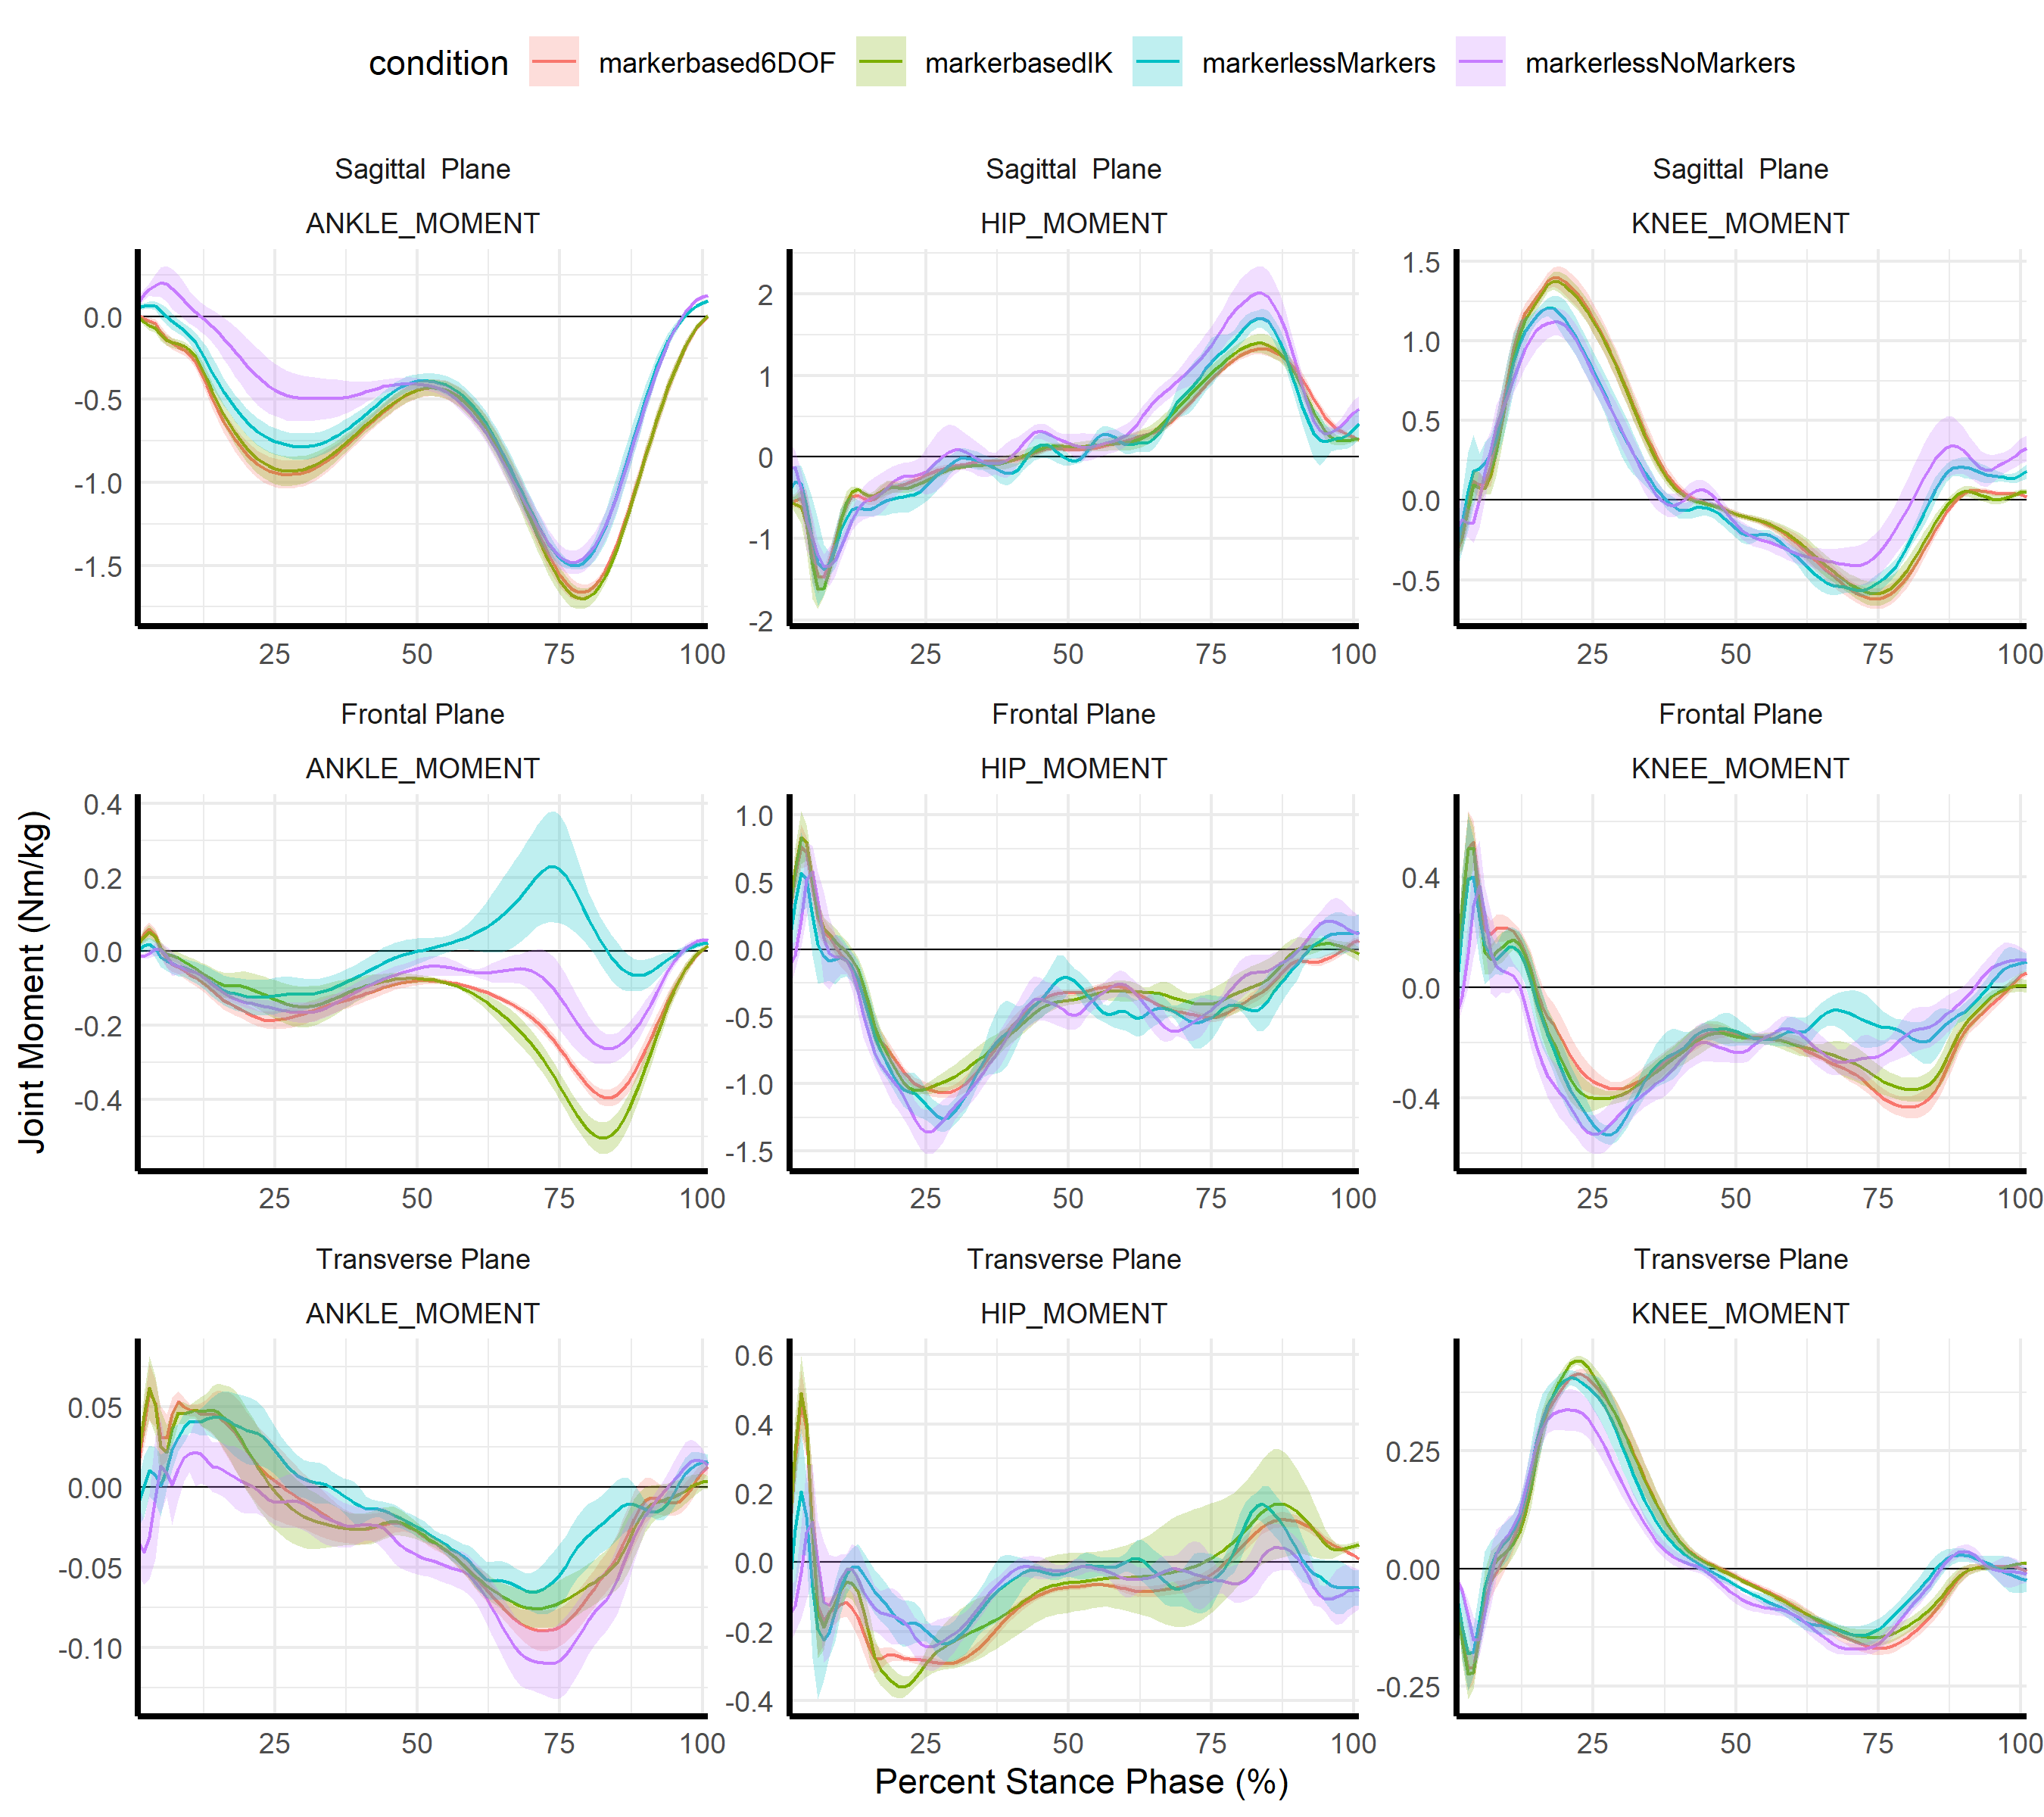 condition markerbased6DOF markerbasedIK markerlessMarkers markerlessNoMarkers
Sagittal  Plane
ANKLE_MOMENT
0.0
-0.5
-1.0
-1.5
25 50 75 100
Sagittal  Plane
HIP_MOMENT
2
1
0
-1
-2
25 50 75 100
Sagittal  Plane
KNEE_MOMENT
1.5
1.0
0.5
0.0
-0.5
25 50 75 100
Joint Moment (Nm/kg)
Frontal Plane
ANKLE_MOMENT
0.4
0.2
0.0
-0.2
-0.4
25 50 75 100
Frontal Plane
HIP_MOMENT
1.0
0.5
0.0
-0.5
-1.0
-1.5
25 50 75 100
Frontal Plane
KNEE_MOMENT
0.4
0.0
-0.4
25 50 75 100
Transverse Plane
ANKLE_MOMENT
0.05
0.00
-0.05
-0.10
25 50 75 100
Transverse Plane
HIP_MOMENT
0.6
0.4
0.2
0.0
-0.2
-0.4
25 50 75 100
Transverse Plane
KNEE_MOMENT
0.25
0.00
-0.25
25 50 75 100
Percent Stance Phase (%)